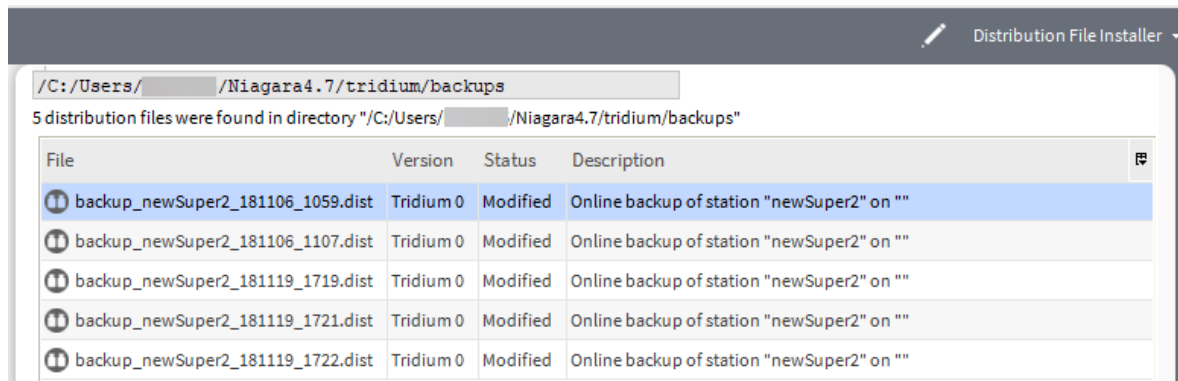 Distribution File Installer
/C:/Users/ /Niagara4.7/tridium/backups
5 distribution files were found in directory "/C:/Users/ /Niagara4.7/tridium/backups"
File Version Status Description
backup_newSuper2_181106_1059.dist Tridium 0 Modified Online backup of station "newSuper2" on ""
backup_newSuper2_181106_1107.dist Tridium 0 Modified Online backup of station "newSuper2" on ""
backup_newSuper2_181119_1719.dist Tridium 0 Modified Online backup of station "newSuper2" on ""
backup_newSuper2_181119_1721.dist Tridium 0 Modified Online backup of station "newSuper2" on ""
backup_newSuper2_181119_1722.dist Tridium 0 Modified Online backup of station "newSuper2" on ""